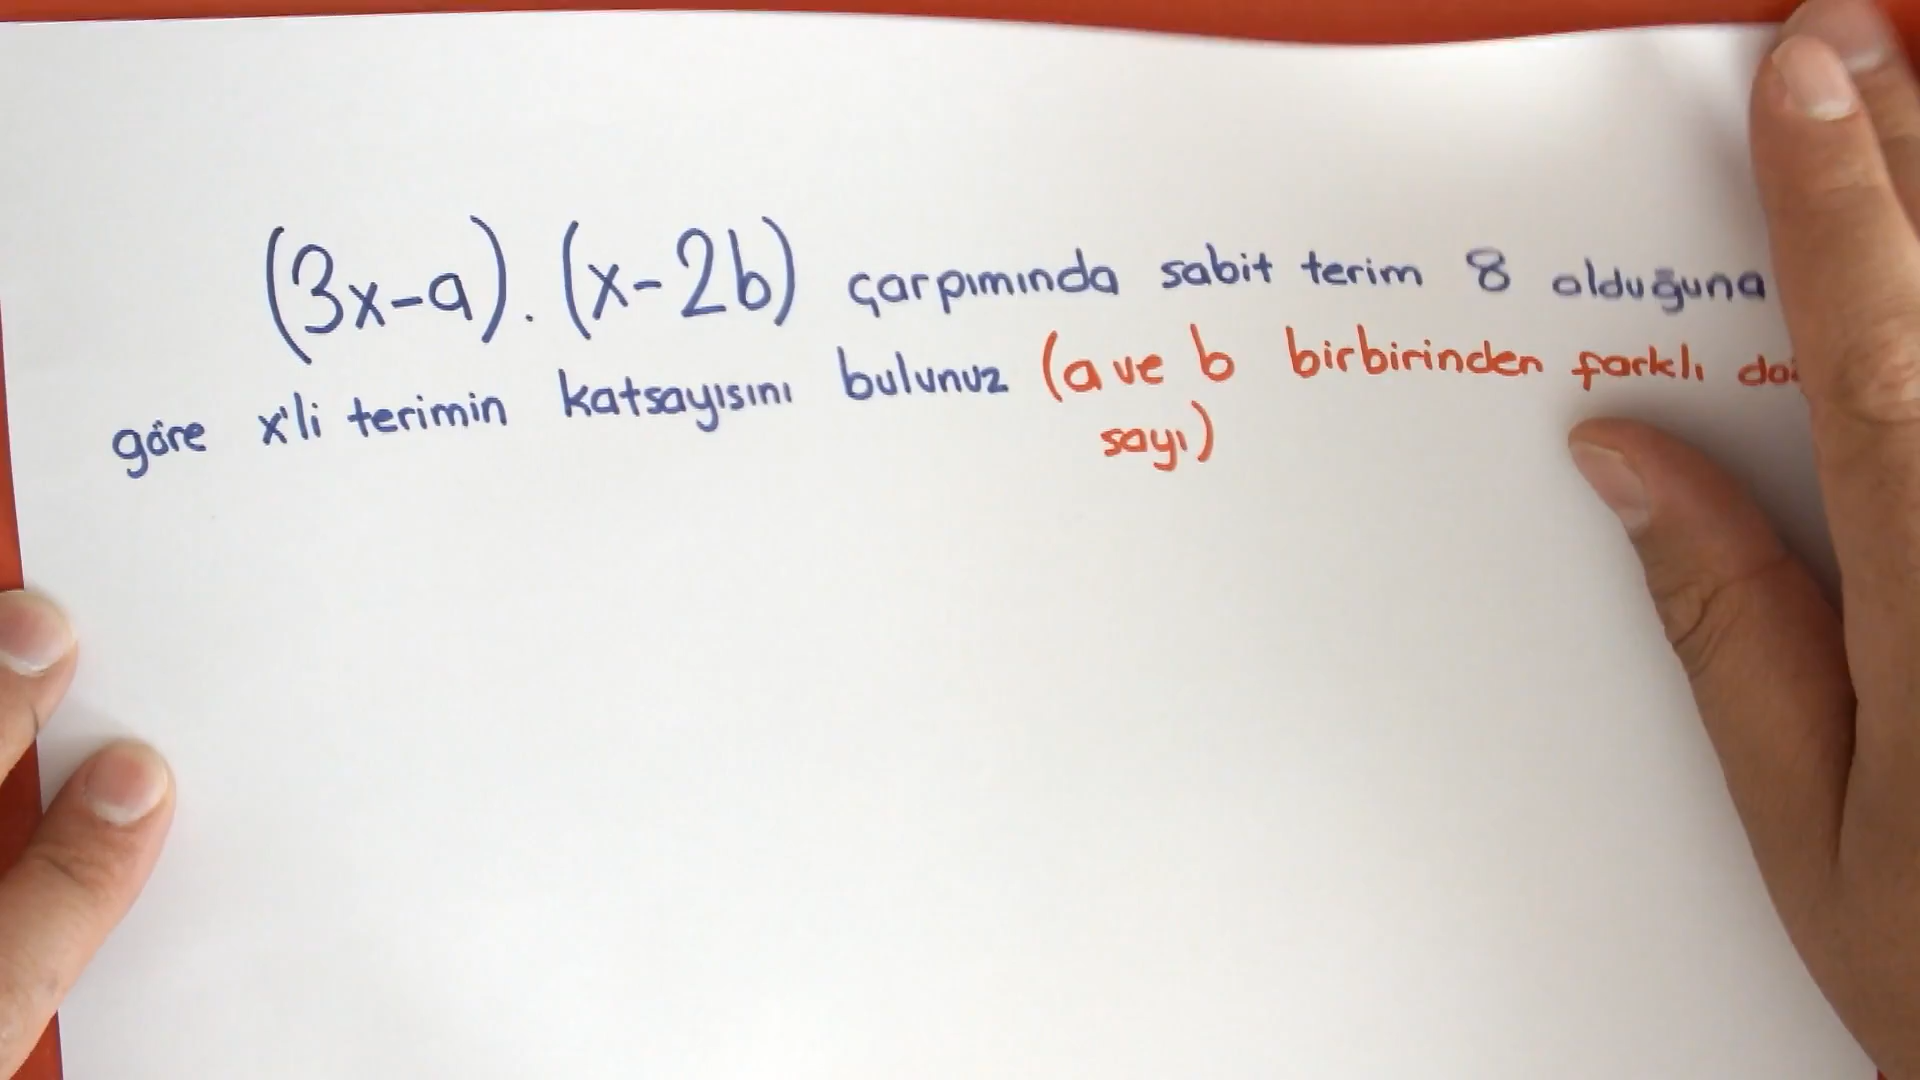 (3x-a).(x-2b) çarpımında sabit terim 8 olduğuna
göre x'li terimin katsayısını bulunuz (a ve b birbirinden farklı
sayı)